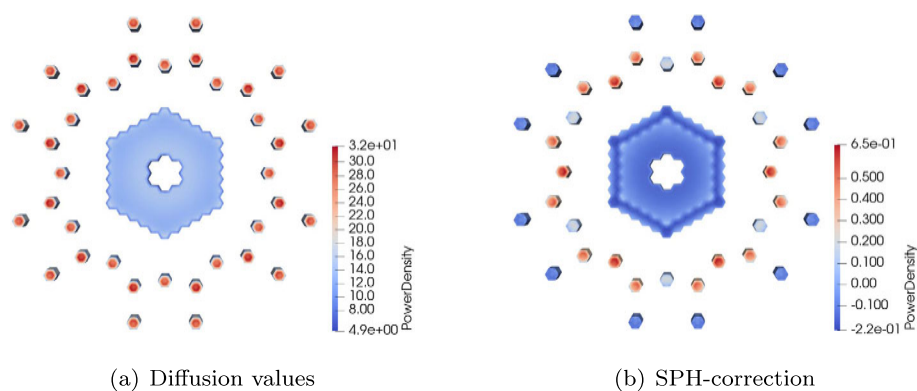 3.2e+01
30.0
28.0
26.0
24.0
22.0
20.0
18.0
16.0
14.0
12.0
10.0
8.00
4.9e+00
PowerDensity
6.5e-01
0.500
0.400
0.300
0.200
0.100
0.00
-0.100
-2.2e-01
PowerDensity
(a) Diffusion values
(b) SPH-correction